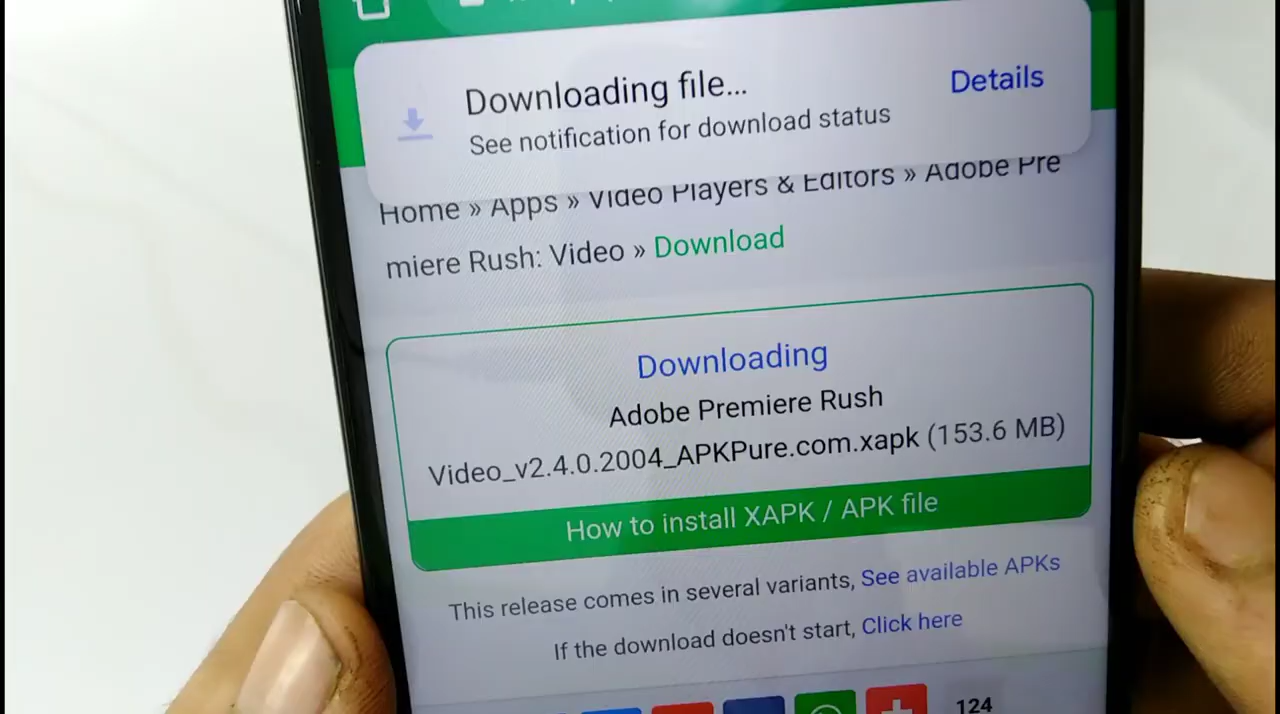 Downloading file...
Details
See notification for download status
Home » Apps » Video Players & Editors » Adobe Pre
miere Rush: Video » Download
Downloading
Adobe Premiere Rush
Video_v2.4.0.2004_APKPure.com.xapk (153.6 MB)
How to install XAPK / APK file
This release comes in several variants, See available APKs
If the download doesn't start, Click here
124